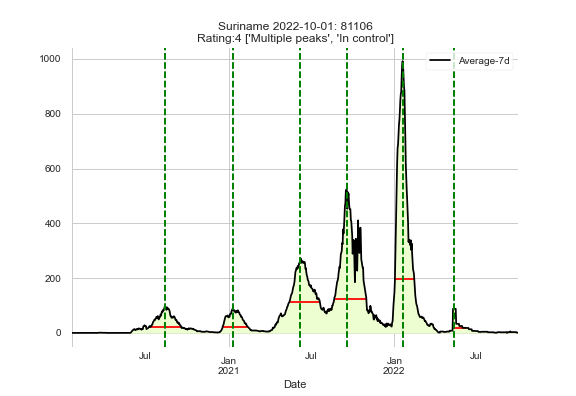 Suriname 2022-10-01: 81106
Rating:4 ['Multiple peaks', 'In control']
Average-7d
1000
800
600
400
200
0
Jul
Jan
2021
Jul
Jan
2022
Jul
Date